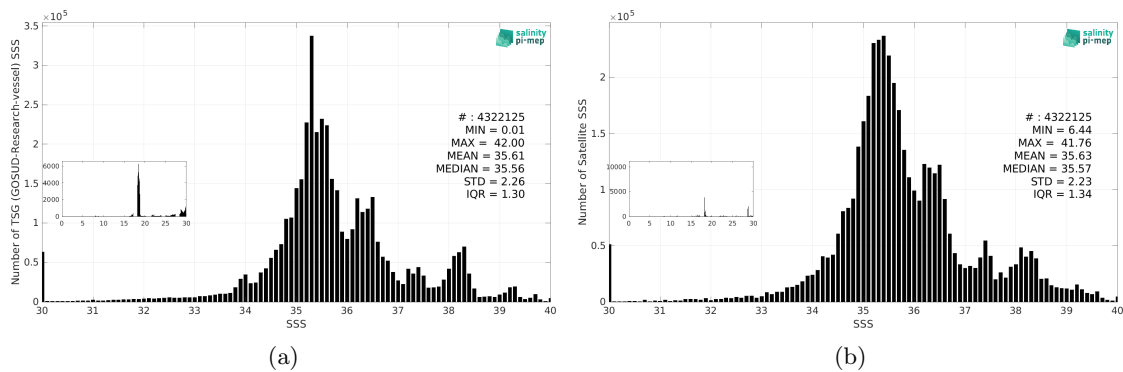 ×10^5
3.5
3
2.5
2
1.5
1
0.5
0
30 31 32 33 34 35 36 37 38 39 40
SSS
Number of TSG (GOSUD-Research-vessel) SSS
salinity
pi-mep
# : 4322125
MIN = 0.01
MAX = 42.00
MEAN = 35.61
MEDIAN = 35.56
STD = 2.26
IQR = 1.30
6000
4000
2000
0
0 5 10 15 20 25 30
(a)
×10^5
2
1.5
1
0.5
0
30 31 32 33 34 35 36 37 38 39 40
SSS
Number of Satellite SSS
salinity
pi-mep
# : 4322125
MIN = 6.44
MAX = 41.76
MEAN = 35.63
MEDIAN = 35.57
STD = 2.23
IQR = 1.34
10000
5000
0
0 5 10 15 20 25 30
(b)